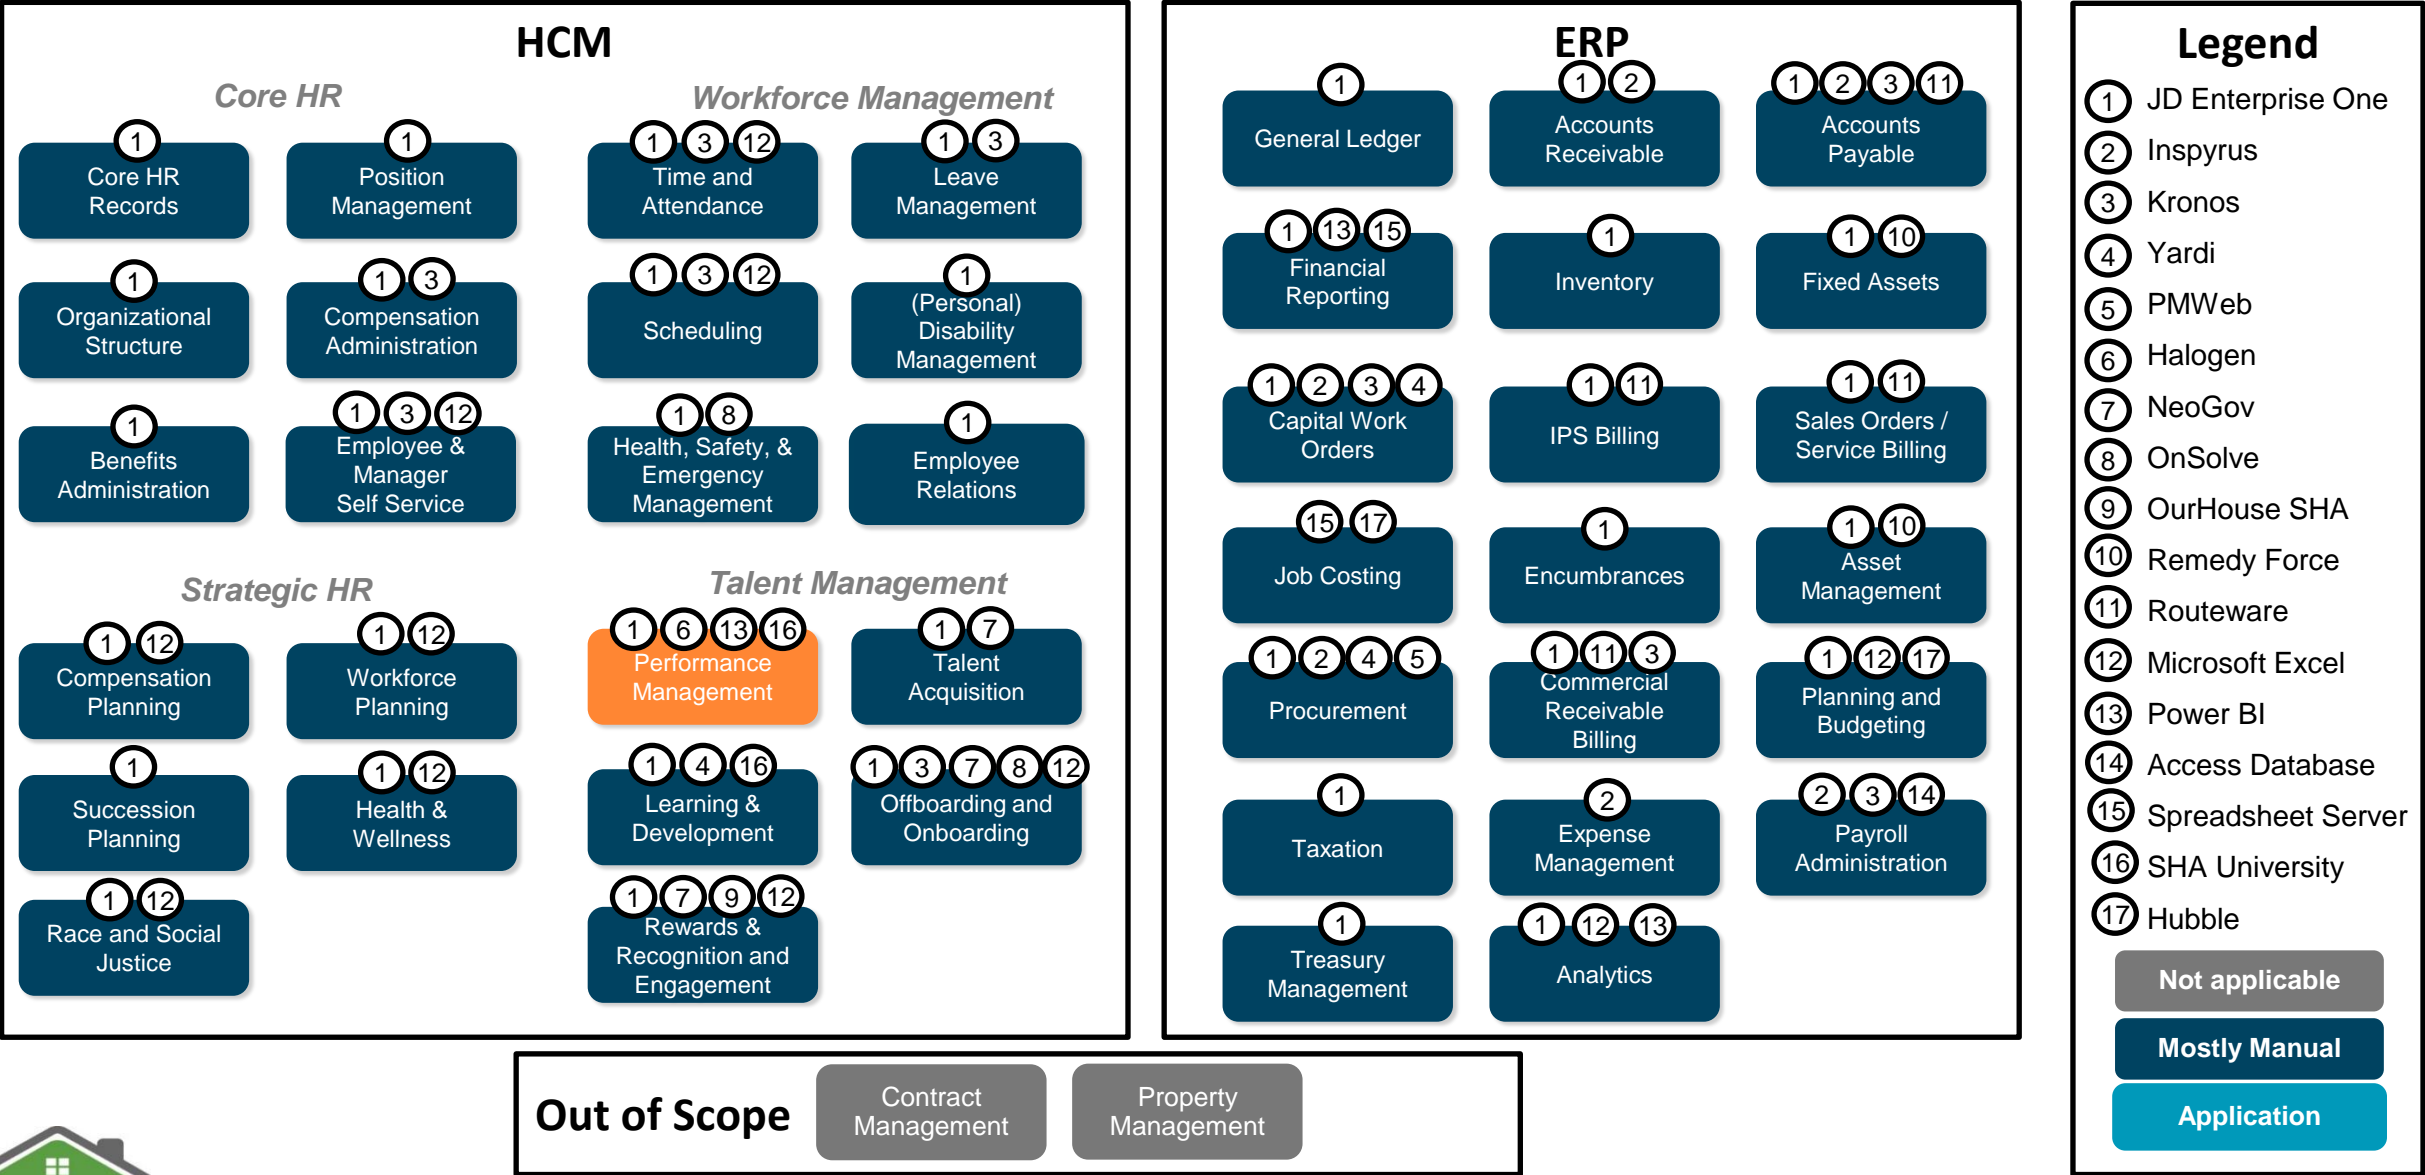 HCM
Core HR
1
Core HR
Records
1
Position
Management
1
Organizational
Structure
1 3
Compensation
Administration
1
Benefits
Administration
1 3 12
Employee &
Manager
Self Service
Workforce Management
1 3 12
Time and
Attendance
1 3
Leave
Management
1 3 12
Scheduling
1
(Personal)
Disability
Management
1 8
Health, Safety, &
Emergency
Management
1
Employee
Relations
Strategic HR
1 12
Compensation
Planning
1 12
Workforce
Planning
1
Succession
Planning
1 12
Health &
Wellness
1 12
Race and Social
Justice
Talent Management
1 6 13 16
Performance
Management
1 7
Talent
Acquisition
1 4 16
Learning &
Development
1 3 7 8 12
Offboarding and
Onboarding
1 7 9 12
Rewards &
Recognition and
Engagement
ERP
1
General Ledger
1 2
Accounts
Receivable
1 2 3 11
Accounts
Payable
1 13 15
Financial
Reporting
1
Inventory
1 10
Fixed Assets
1 2 3 4
Capital Work
Orders
1 11
IPS Billing
1 11
Sales Orders /
Service Billing
15 17
Job Costing
1
Encumbrances
1 10
Asset
Management
1 2 4 5
Procurement
1 11 3
Commercial
Receivable
Billing
1 12 17
Planning and
Budgeting
1
Taxation
2
Expense
Management
2 3 14
Payroll
Administration
1
Treasury
Management
1 12 13
Analytics
Legend
1 JD Enterprise One
2 Inspyrus
3 Kronos
4 Yardi
5 PMWeb
6 Halogen
7 NeoGov
8 OnSolve
9 OurHouse SHA
10 Remedy Force
11 Routeware
12 Microsoft Excel
13 Power BI
14 Access Database
15 Spreadsheet Server
16 SHA University
17 Hubble
Not applicable
Mostly Manual
Application
Out of Scope
Contract
Management
Property
Management